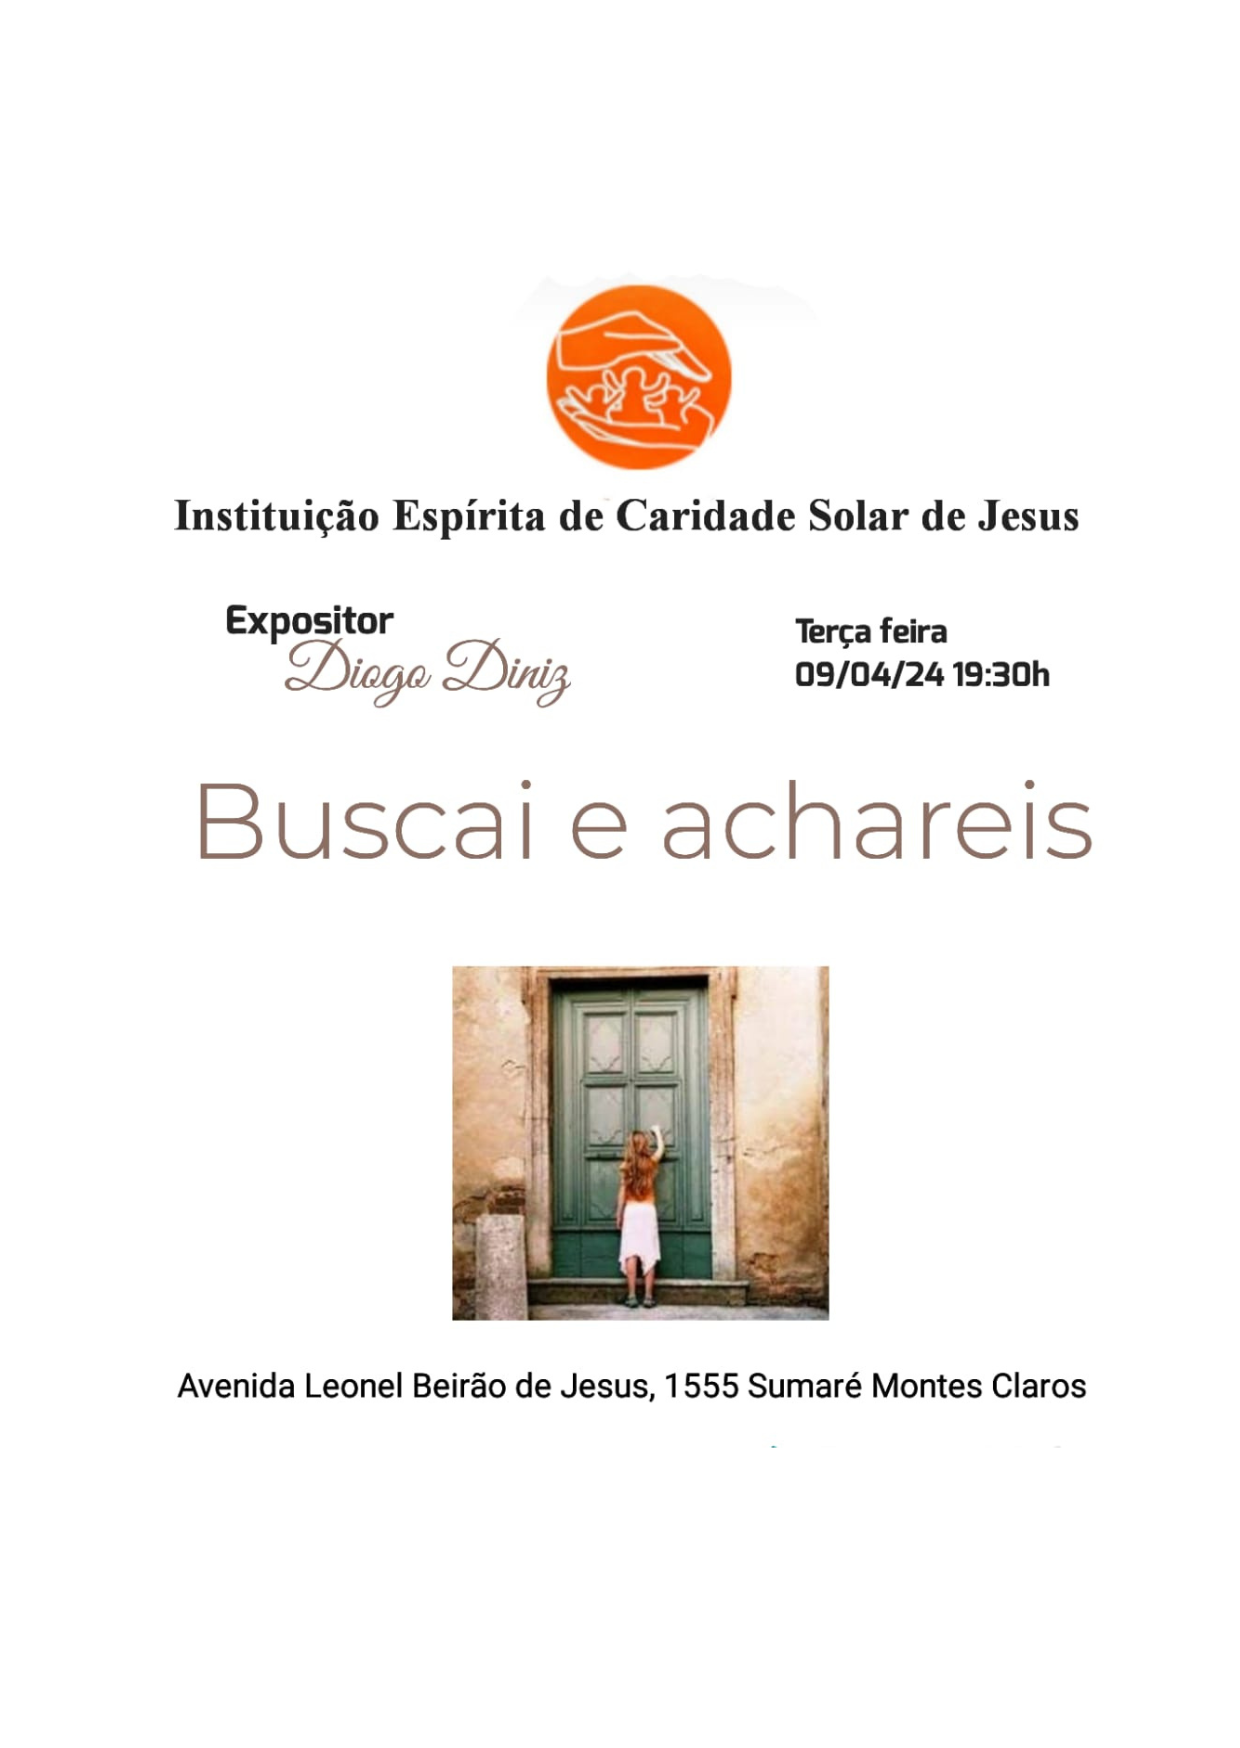 Instituição Espírita de Caridade Solar de Jesus
Expositor
Diogo Diniz
Terça feira
09/04/24 19:30h
Buscai e achareis
Avenida Leonel Beirão de Jesus, 1555 Sumaré Montes Claros